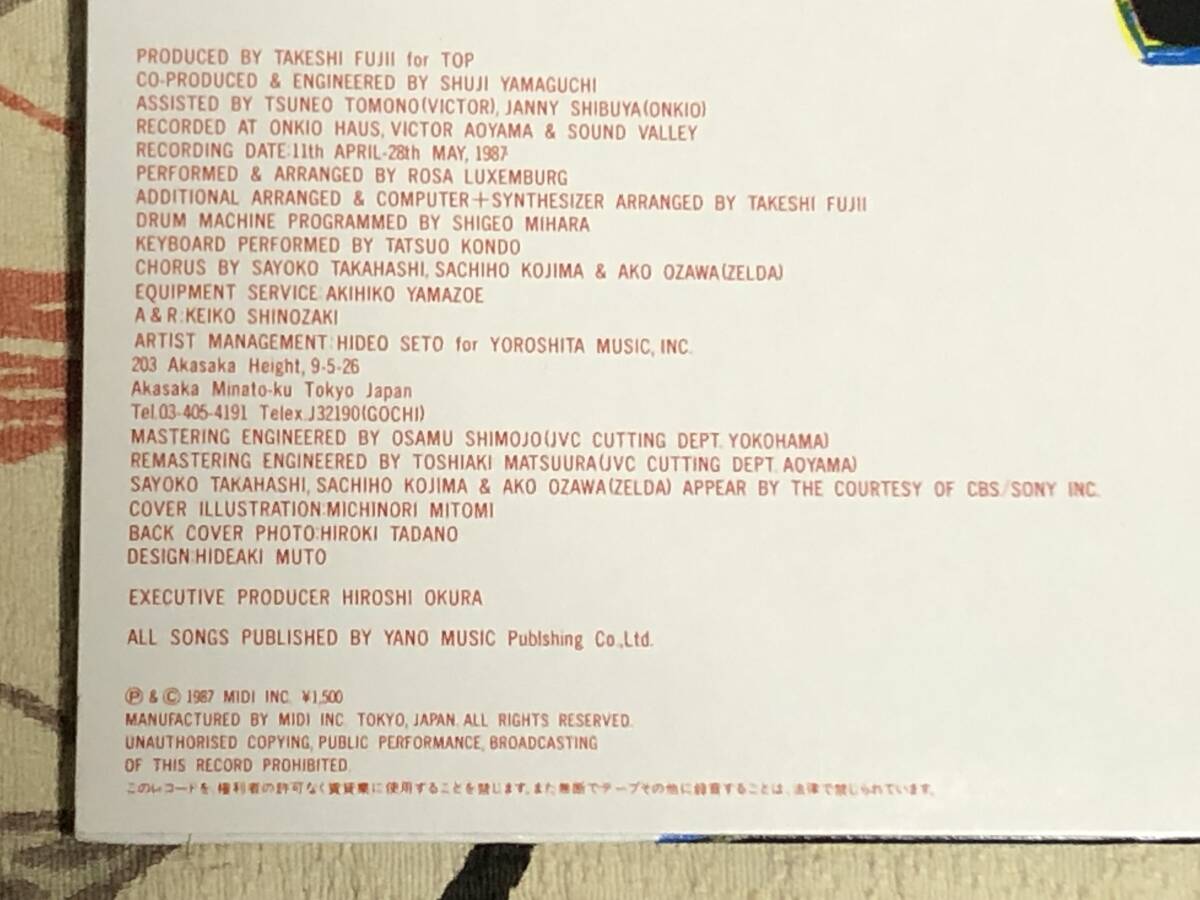 PRODUCED BY TAKESHI FUJII for TOP
CO-PRODUCED & ENGINEERED BY SHUJI YAMAGUCHI
ASSISTED BY TSUNEO TOMONO(VICTOR), JANNY SHIBUYA(ONKIO)
RECORDED AT ONKIO HAUS, VICTOR AOYAMA & SOUND VALLEY
RECORDING DATE:11th APRIL-28th MAY, 1987
PERFORMED & ARRANGED BY ROSA LUXEMBURG
ADDITIONAL ARRANGED & COMPUTER+SYNTHESIZER ARRANGED BY TAKESHI FUJII
DRUM MACHINE PROGRAMMED BY SHIGEO MIHARA
KEYBOARD PERFORMED BY TATSUO KONDO
CHORUS BY SAYOKO TAKAHASHI, SACHIHO KOJIMA & AKO OZAWA(ZELDA)
EQUIPMENT SERVICE:AKIHIKO YAMAZOE
A & R:KEIKO SHINOZAKI
ARTIST MANAGEMENT:HIDEO SETO for YOROSHITA MUSIC, INC.
203 Akasaka Height, 9-5-26
Akasaka Minato-ku Tokyo Japan
Tel.03-405-4191 Telex.J32190(GOCHI)
MASTERING ENGINEERED BY OSAMU SHIMOJO(JVC CUTTING DEPT. YOKOHAMA)
REMASTERING ENGINEERED BY TOSHIAKI MATSUURA(JVC CUTTING DEPT. AOYAMA)
SAYOKO TAKAHASHI, SACHIHO KOJIMA & AKO OZAWA(ZELDA) APPEAR BY THE COURTESY OF CBS/SONY INC.
COVER ILLUSTRATION:MICHINORI MITOMI
BACK COVER PHOTO:HIROKI TADANO
DESIGN:HIDEAKI MUTO
EXECUTIVE PRODUCER HIROSHI OKURA
ALL SONGS PUBLISHED BY YANO MUSIC Publshing Co.,Ltd.
Ⓟ & Ⓒ 1987 MIDI INC. ¥1,500
MANUFACTURED BY MIDI INC. TOKYO, JAPAN. ALL RIGHTS RESERVED.
UNAUTHORISED COPYING, PUBLIC PERFORMANCE, BROADCASTING
OF THIS RECORD PROHIBITED.
このレコードを、権利者の許可なく賃貸業に使用することを禁じます。また無断でテープその他に録音することは、法律で禁じられています。